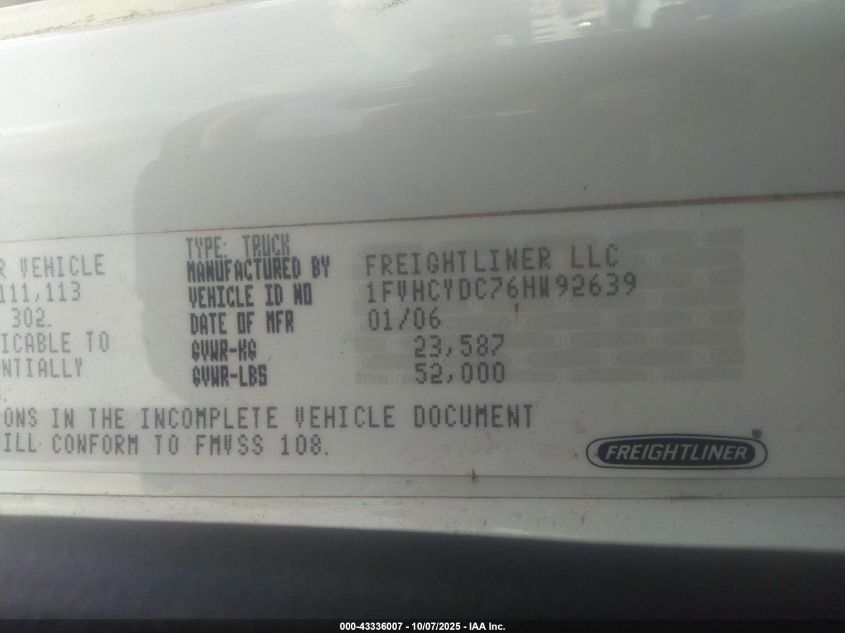 TYPE: TRUCK
R VEHICLE MANUFACTURED BY FREIGHTLINER LLC
111,113 VEHICLE ID NO 1FVHCYDC76HW92639
302. DATE OF MFR 01/06
ICABLE TO GVWR-KG 23,587
NTIALLY GVWR-LBS 52,000
ONS IN THE INCOMPLETE VEHICLE DOCUMENT
ILL CONFORM TO FMVSS 108.
FREIGHTLINER®
000-43336007 - 10/07/2025 - IAA Inc.